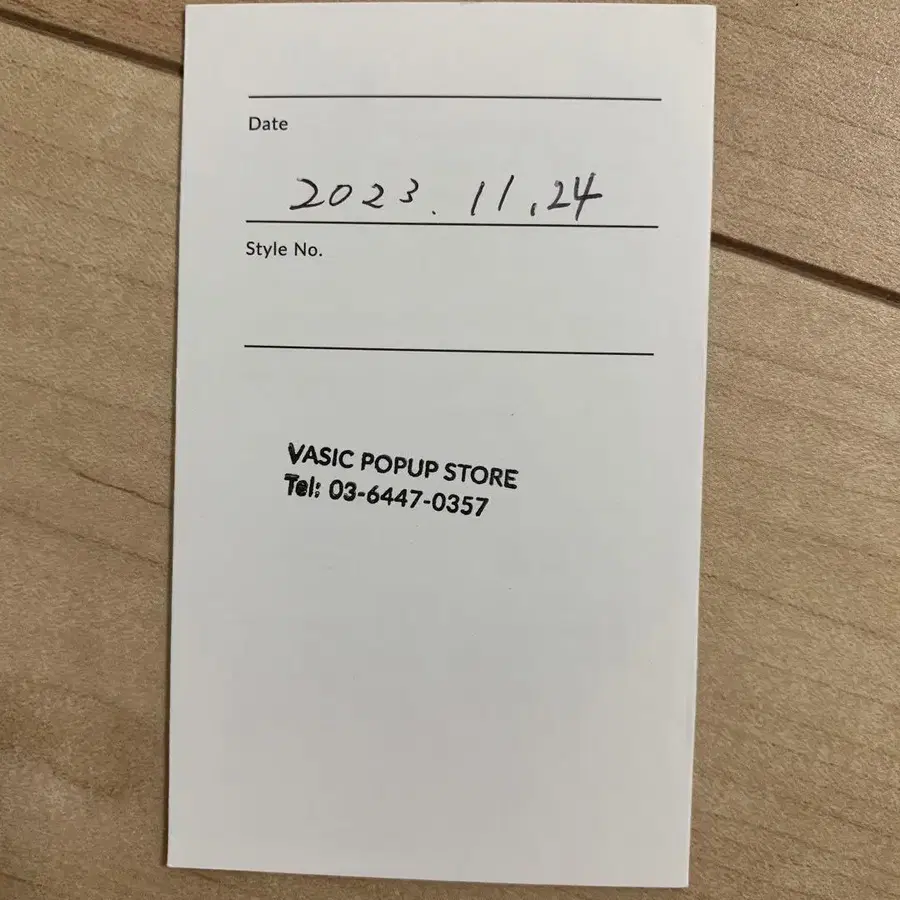 Date
2023.11.24
Style No.
VASIC POPUP STORE
Tel: 03-6447-0357